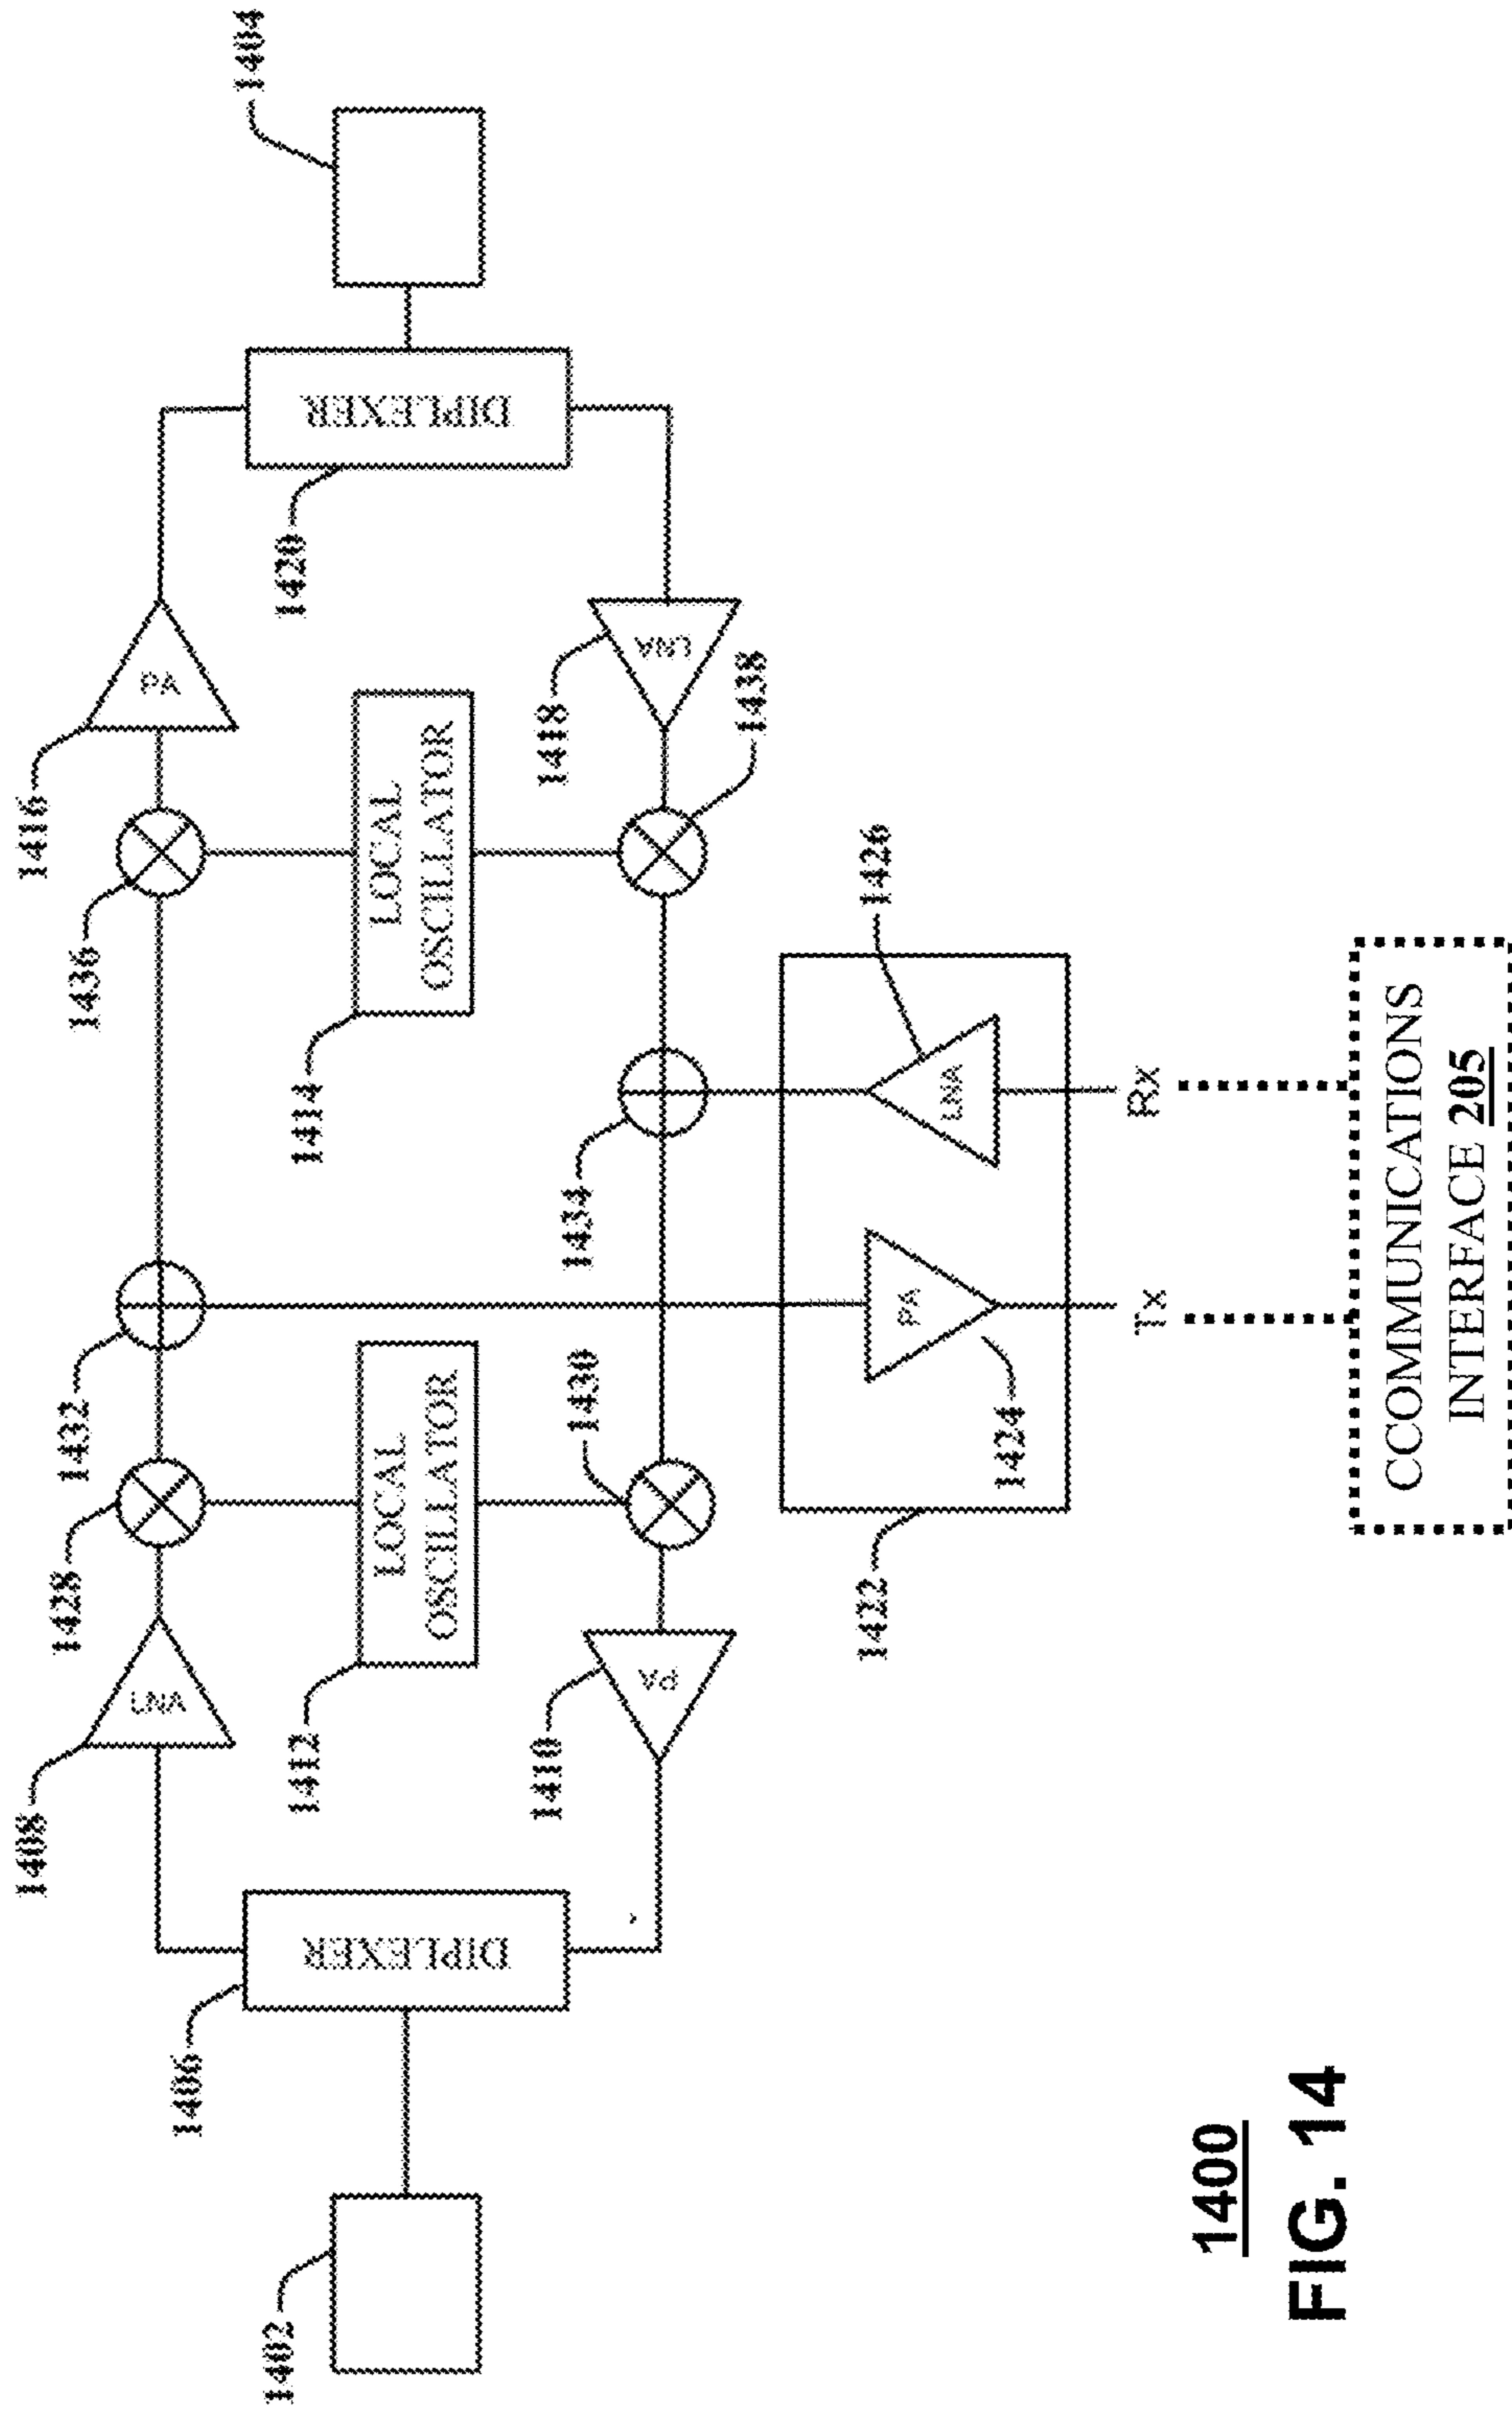 1404
1416
1436
PA
DIPLEXER
1420
LOCAL
OSCILLATOR
1414
LNA
1418
1438
1432
1434
1426
LNA
Rx
1428
LOCAL
OSCILLATOR
1412
1430
PA
1424
Tx
1422
CCOMMUNICATIONS
INTERFACE 205
1408
LNA
PA
1410
DIPLEXER
1406
1402
1400
FIG. 14